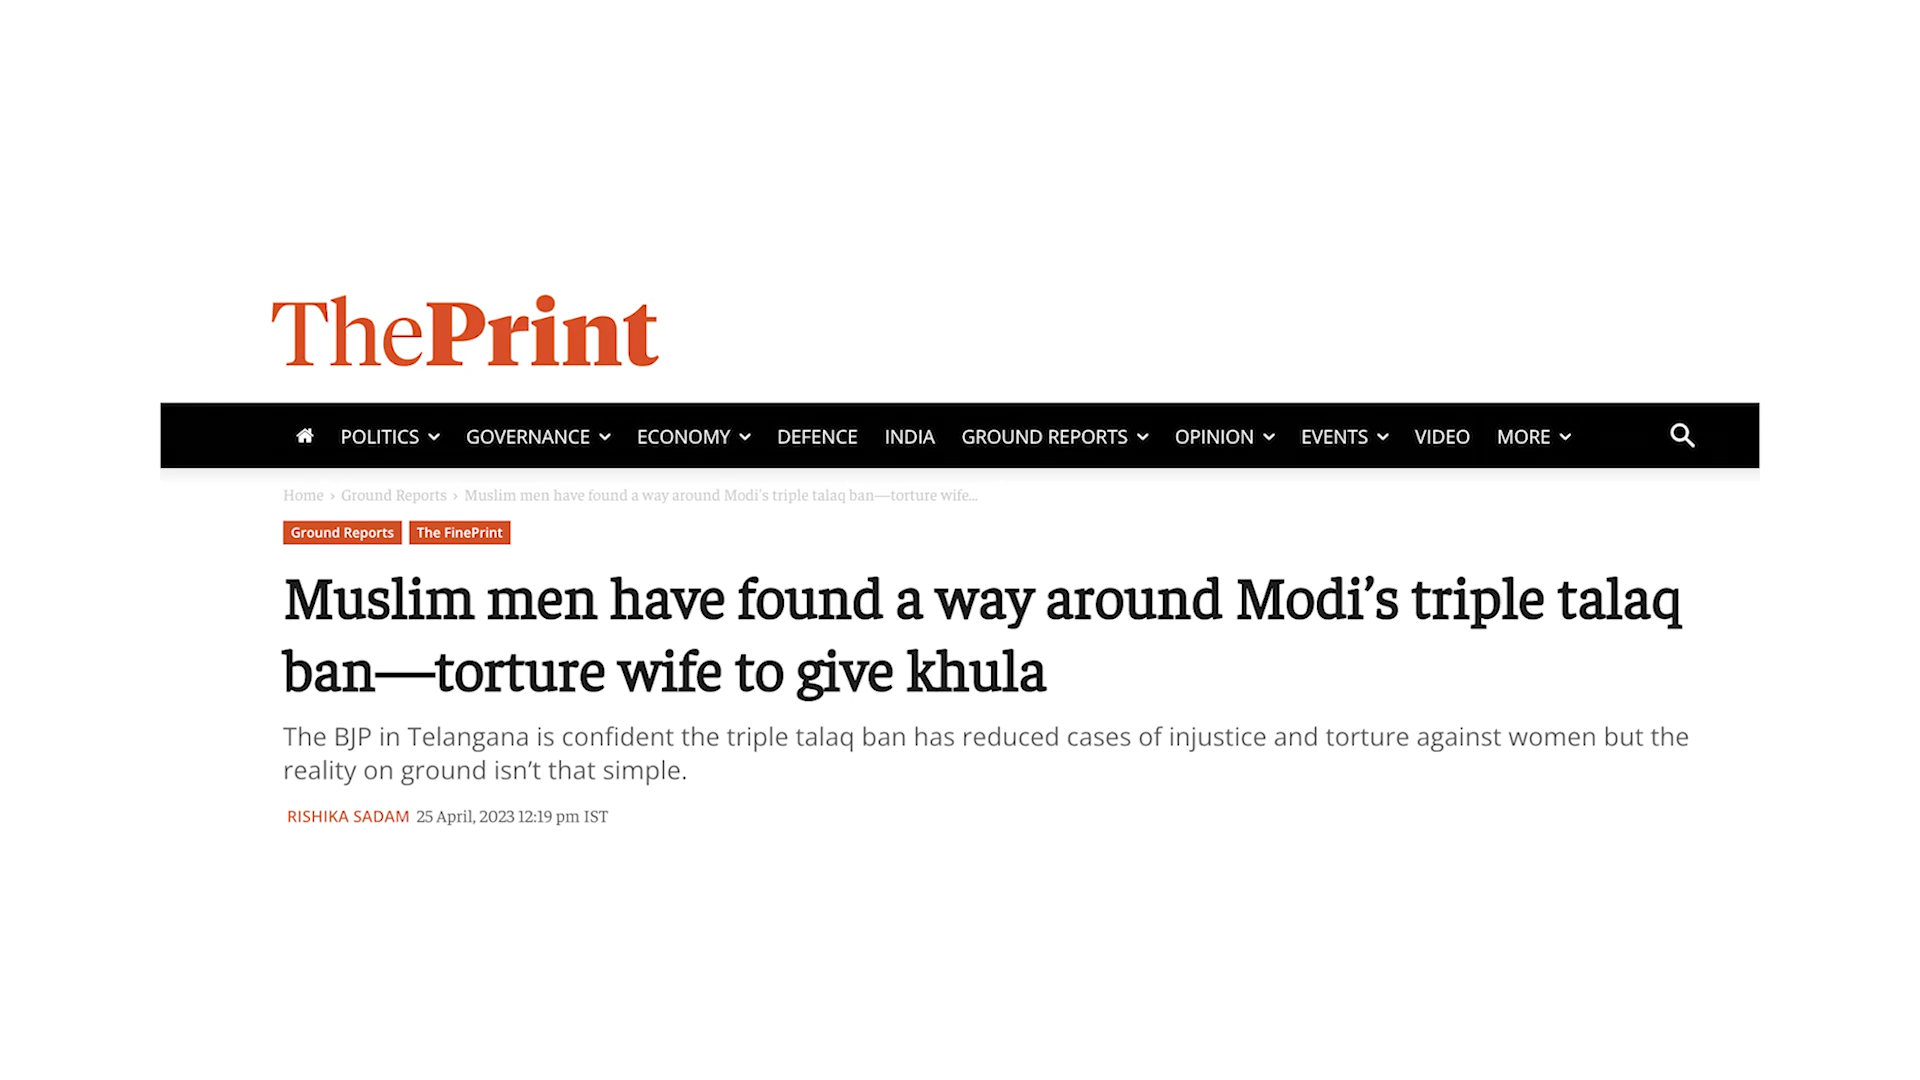 ThePrint
POLITICS GOVERNANCE ECONOMY DEFENCE INDIA GROUND REPORTS OPINION EVENTS VIDEO MORE
Home › Ground Reports › Muslim men have found a way around Modi's triple talaq ban—torture wife...
Ground Reports The FinePrint
Muslim men have found a way around Modi’s triple talaq
ban—torture wife to give khula
The BJP in Telangana is confident the triple talaq ban has reduced cases of injustice and torture against women but the
reality on ground isn’t that simple.
RISHIKA SADAM 25 April, 2023 12:19 pm IST